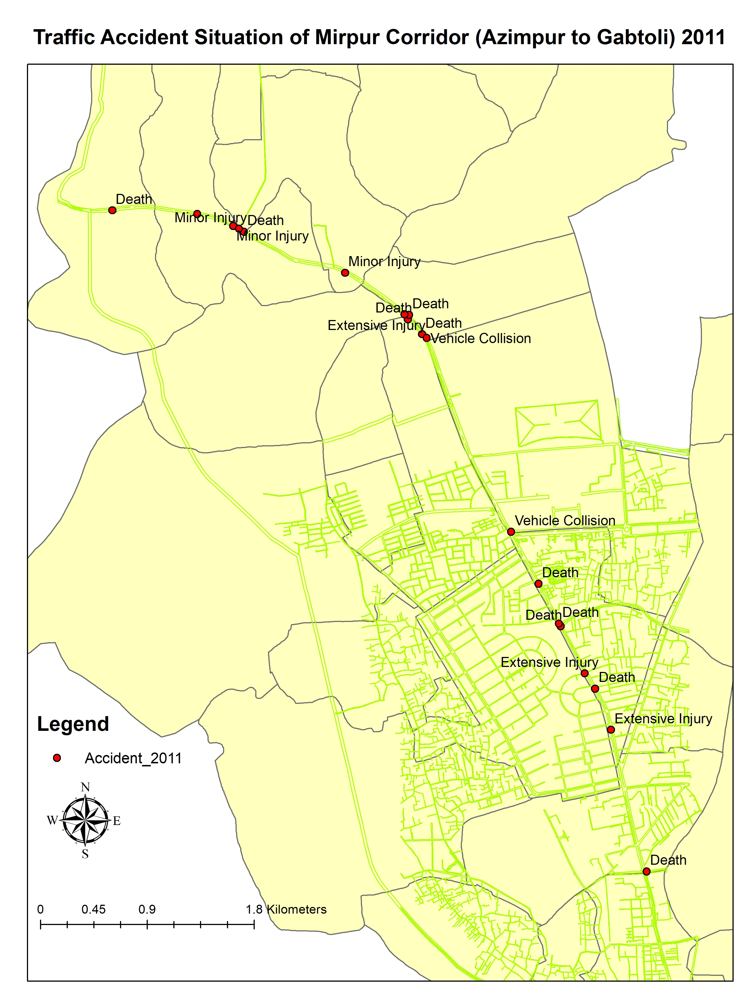 Traffic Accident Situation of Mirpur Corridor (Azimpur to Gabtoli) 2011
Death
Minor Injury
Death
Minor Injury
Minor Injury
Death
Death
Extensive Injury
Death
Vehicle Collision
Vehicle Collision
Death
Death
Death
Extensive Injury
Death
Extensive Injury
Legend
Accident_2011
N
W
E
S
Death
0 0.45 0.9 1.8 Kilometers